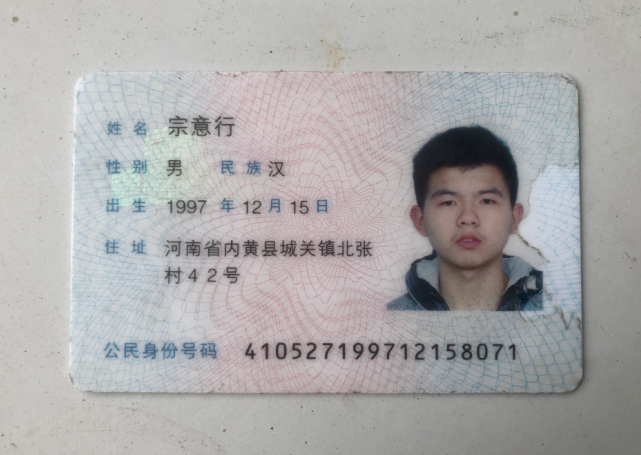 姓名 宗意行
性别 男 民族 汉
出生 1997 年 12 月 15 日
住址 河南省内黄县城关镇北张
村42号
公民身份号码 410527199712158071